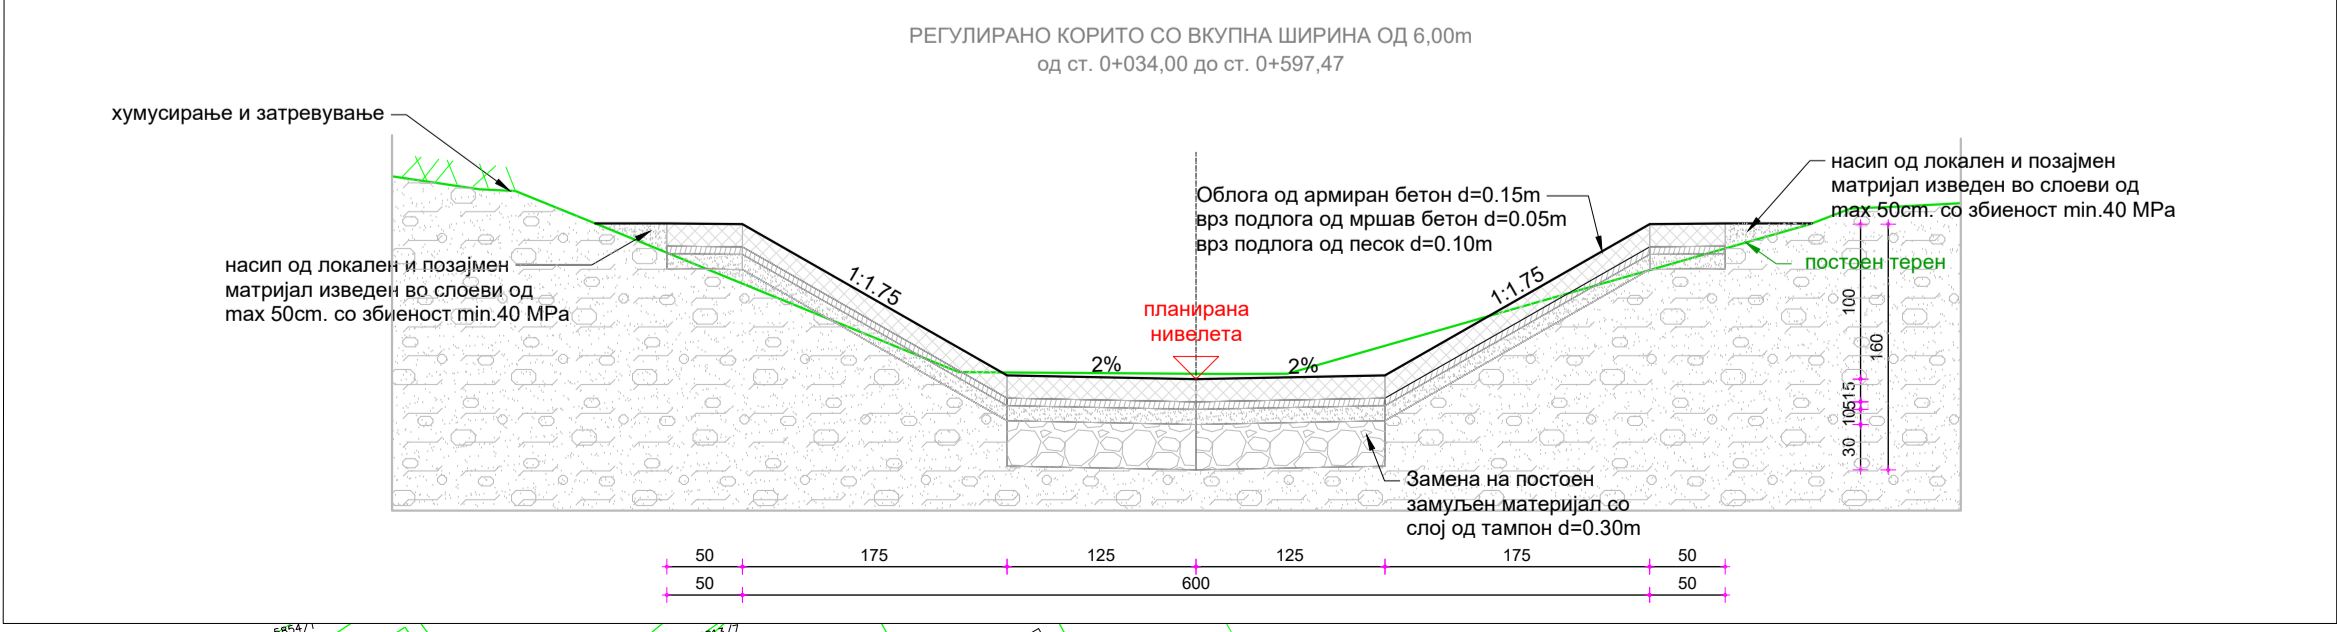 РЕГУЛИРАНО КОРИТО СО ВКУПНА ШИРИНА ОД 6,00m
од ст. 0+034,00 до ст. 0+597,47
хумусирање и затревување
насип од локален и позајмен
матријал изведен во слоеви од
max 50cm. со збиеност min.40 MPa
Облога од армиран бетон d=0.15m
врз подлога од мршав бетон d=0.05m
врз подлога од песок d=0.10m
насип од локален и позајмен
матријал изведен во слоеви од
max 50cm. со збиеност min.40 MPa
постоен терен
1:1.75
1:1.75
планирана
нивелета
2%
2%
100
160
15
5
10
30
Замена на постоен
замуљен материјал со
слој од тампон d=0.30m
50 175 125 125 175 50
50 600 50